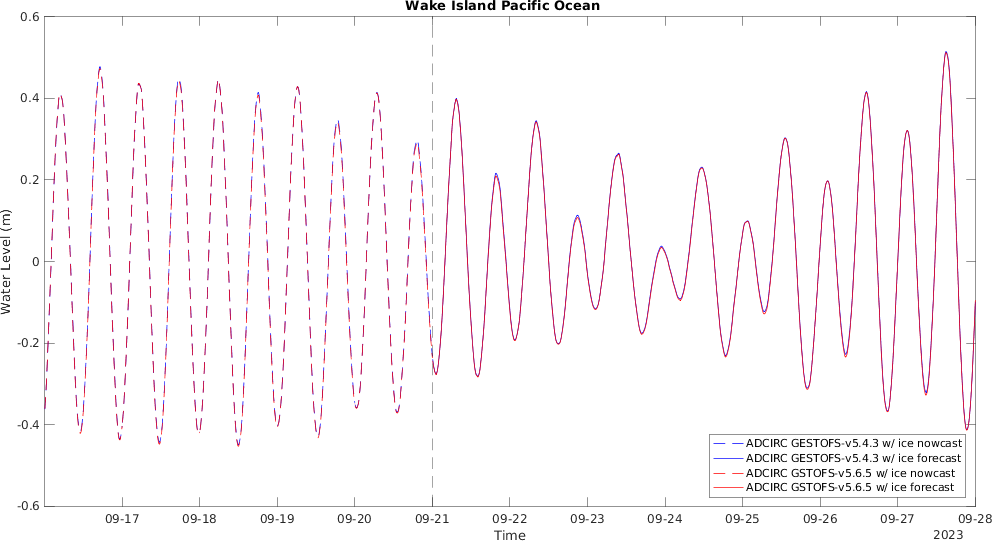 Wake Island Pacific Ocean
0.6
0.4
0.2
0
-0.2
-0.4
-0.6
Water Level (m)
ADCIRC GESTOFS-v5.4.3 w/ ice nowcast
ADCIRC GESTOFS-v5.4.3 w/ ice forecast
ADCIRC GSTOFS-v5.6.5 w/ ice nowcast
ADCIRC GSTOFS-v5.6.5 w/ ice forecast
09-17 09-18 09-19 09-20 09-21 09-22 09-23 09-24 09-25 09-26 09-27 09-28
Time
2023